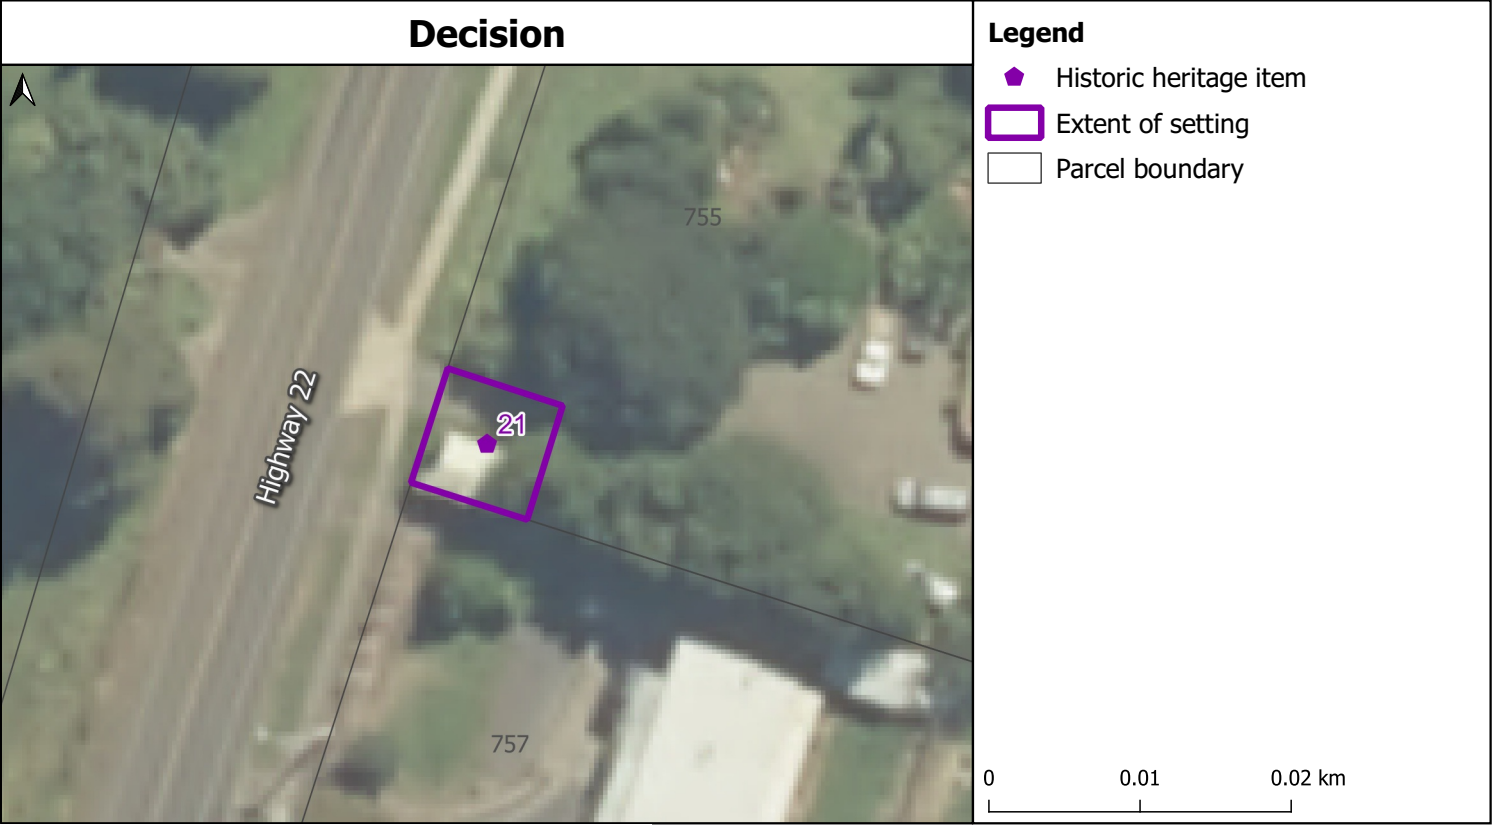 Decision
Legend
Historic heritage item
Extent of setting
Parcel boundary
755
21
Highway 22
757
0 0.01 0.02 km